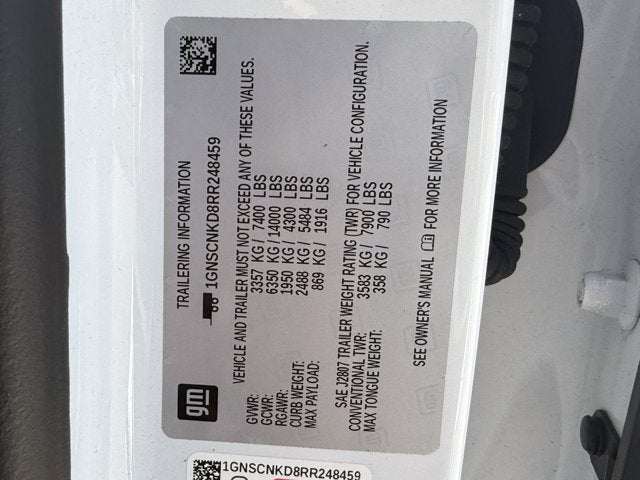 TRAILERING INFORMATION
1GNSCNKD8RR248459
VEHICLE AND TRAILER MUST NOT EXCEED ANY OF THESE VALUES.
GVWR: 3357 KG / 7400 LBS
GCWR: 6350 KG / 14000 LBS
RGAWR: 1950 KG / 4300 LBS
CURB WEIGHT: 2488 KG / 5484 LBS
MAX PAYLOAD: 869 KG / 1916 LBS
SAE J2807 TRAILER WEIGHT RATING (TWR) FOR VEHICLE CONFIGURATION.
CONVENTIONAL TWR: 3583 KG / 7900 LBS
MAX TONGUE WEIGHT: 358 KG / 790 LBS
SEE OWNER'S MANUAL FOR MORE INFORMATION
gm
1GNSCNKD8RR248459